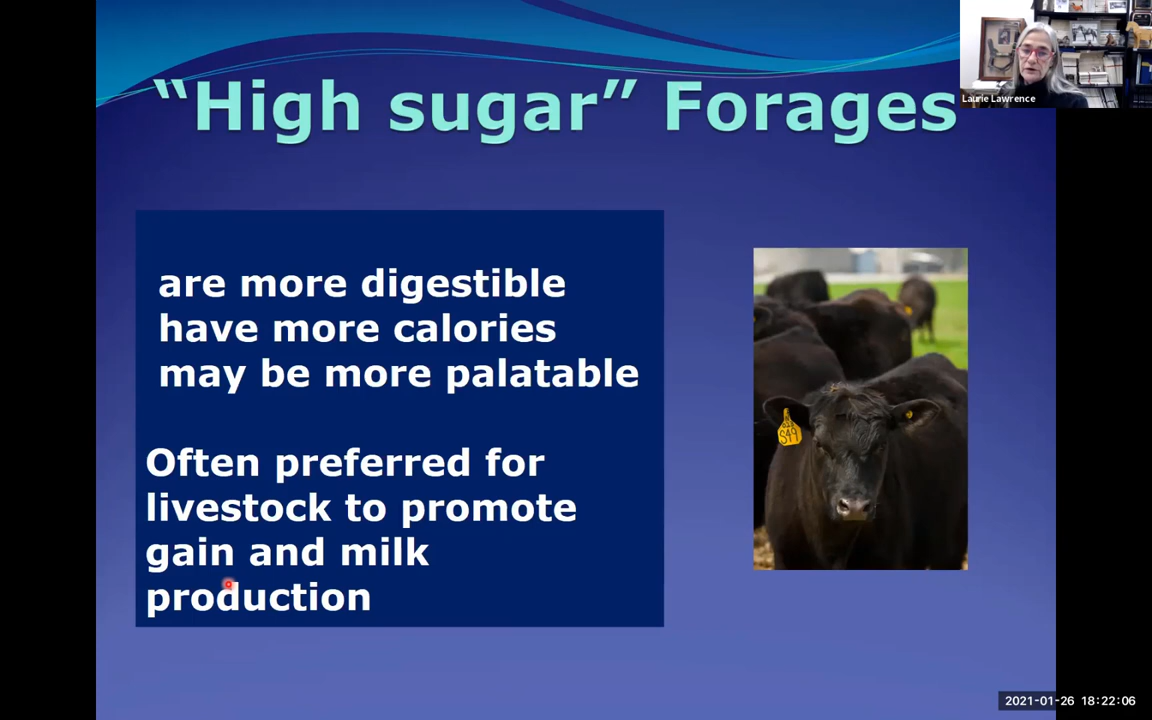 “High sugar” Forages
Laurie Lawrence
are more digestible
have more calories
may be more palatable
Often preferred for
livestock to promote
gain and milk
production
S49
2021-01-26 18:22:06